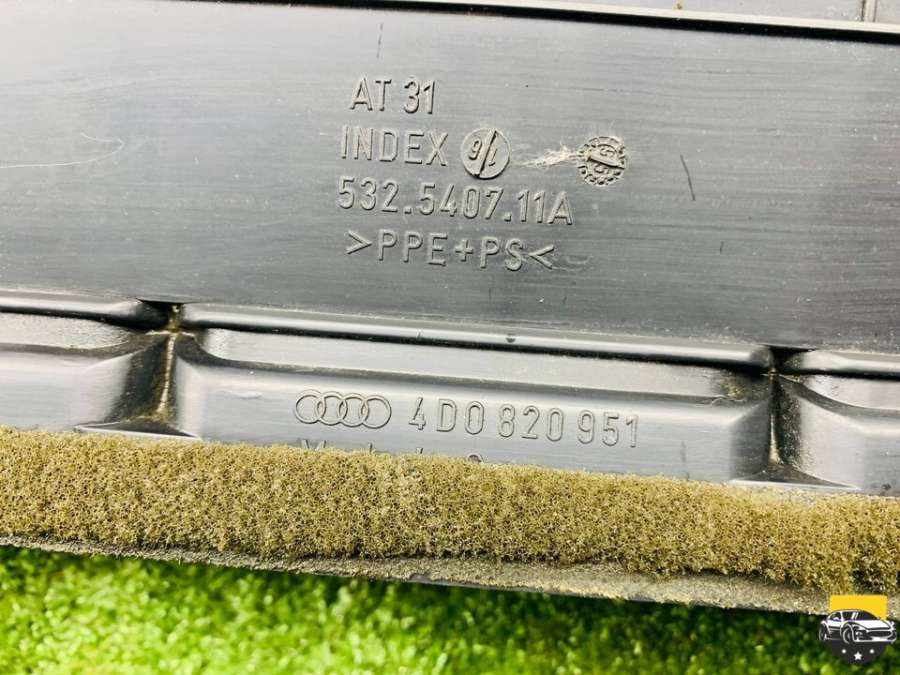 AT 31
INDEX
532.5407.11A
>PPE+PS<
4D0 820 951